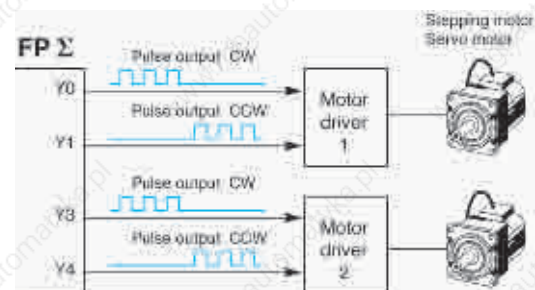 Stepping motor
Servo motor
FP Σ
Pulse output CW
Y0
Motor
driver
1
Pulse output CCW
Y1
Pulse output CW
Y3
Motor
driver
2
Pulse output CCW
Y4